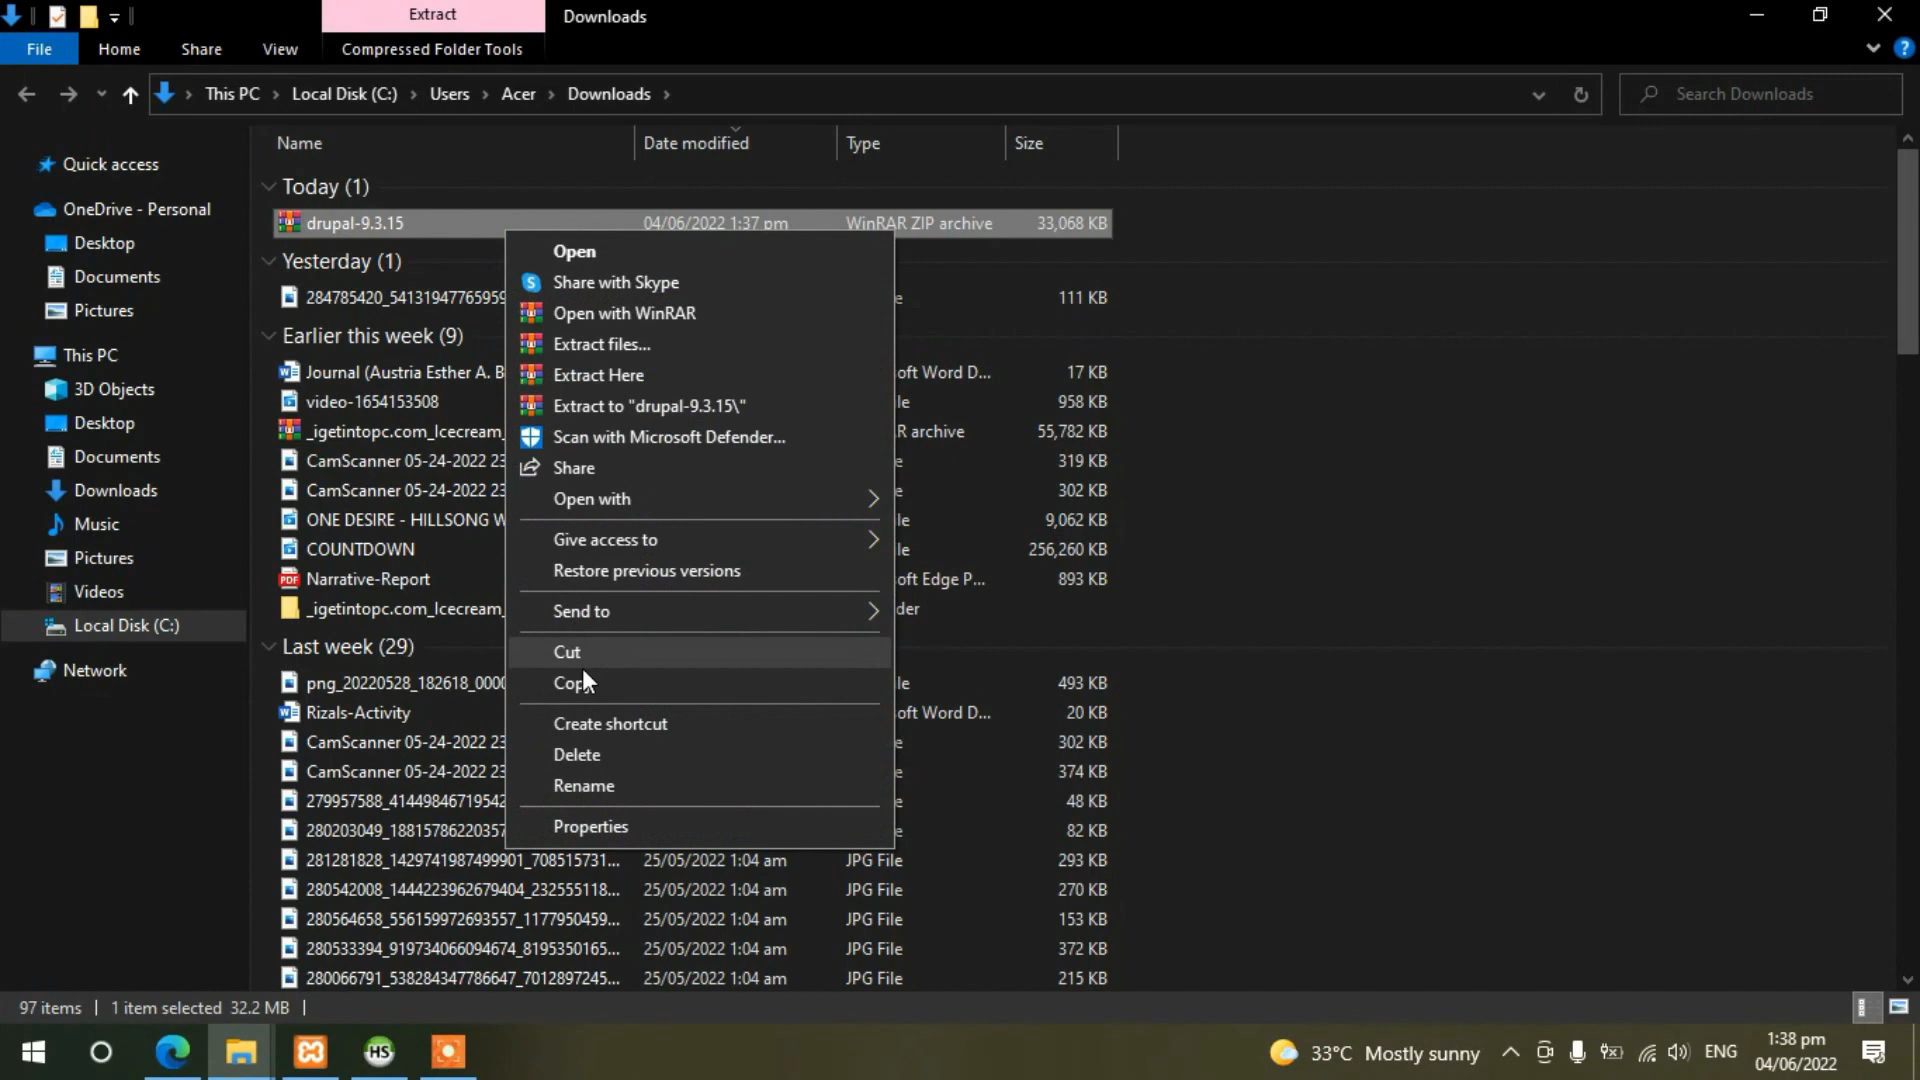 Extract
Downloads
File
Home
Share
View
Compressed Folder Tools
This PC
Local Disk (C:)
Users
Acer
Downloads
Search Downloads
Name
Date modified
Type
Size
Quick access
OneDrive - Personal
Desktop
Documents
Pictures
This PC
3D Objects
Desktop
Documents
Downloads
Music
Pictures
Videos
Local Disk (C:)
Network
Today (1)
drupal-9.3.15 04/06/2022 1:37 pm WinRAR ZIP archive 33,068 KB
Yesterday (1)
284785420_54131947765959 e 111 KB
Earlier this week (9)
Journal (Austria Esther A. B oft Word D... 17 KB
video-1654153508 le 958 KB
_igetintopc.com_Icecream_ R archive 55,782 KB
CamScanner 05-24-2022 23 e 319 KB
CamScanner 05-24-2022 23 e 302 KB
ONE DESIRE - HILLSONG W le 9,062 KB
COUNTDOWN le 256,260 KB
PDF Narrative-Report oft Edge P... 893 KB
_igetintopc.com_Icecream_ der
Last week (29)
png_20220528_182618_0000 le 493 KB
Rizals-Activity oft Word D... 20 KB
CamScanner 05-24-2022 23 e 302 KB
CamScanner 05-24-2022 23 e 374 KB
279957588_41449846719542 e 48 KB
280203049_18815786220357 e 82 KB
281281828_1429741987499901_708515731... 25/05/2022 1:04 am JPG File 293 KB
280542008_1444223962679404_232555118... 25/05/2022 1:04 am JPG File 270 KB
280564658_556159972693557_1177950459... 25/05/2022 1:04 am JPG File 153 KB
280533394_919734066094674_8195350165... 25/05/2022 1:04 am JPG File 372 KB
280066791_538284347786647_7012897245... 25/05/2022 1:04 am JPG File 215 KB
Open
Share with Skype
Open with WinRAR
Extract files...
Extract Here
Extract to "drupal-9.3.15\"
Scan with Microsoft Defender...
Share
Open with
Give access to
Restore previous versions
Send to
Cut
Copy
Create shortcut
Delete
Rename
Properties
97 items
1 item selected 32.2 MB
HS
33°C Mostly sunny
ENG
1:38 pm
04/06/2022